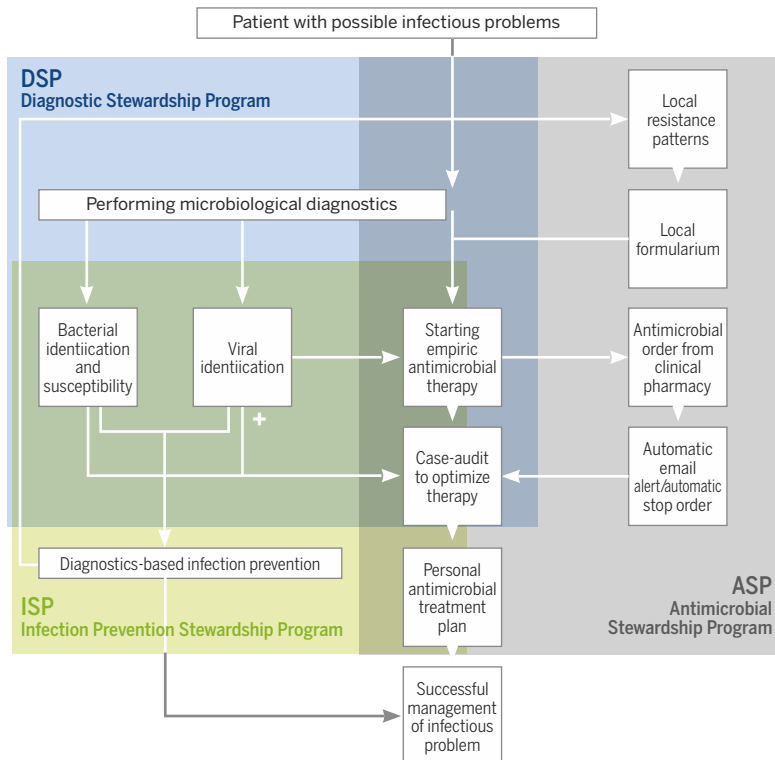 Patient with possible infectious problems
DSP
Diagnostic Stewardship Program
Local
resistance
patterns
Performing microbiological diagnostics
Local
formularium
Bacterial
identiication
and
susceptibility
Viral
identiication
Starting
empiric
antimicrobial
therapy
Antimicrobial
order from
clinical
pharmacy
+
Case-audit
to optimize
therapy
Automatic
email
alert/automatic
stop order
Diagnostics-based infection prevention
Personal
antimicrobial
treatment
plan
ISP
Infection Prevention Stewardship Program
ASP
Antimicrobial
Stewardship Program
Successful
management
of infectious
problem